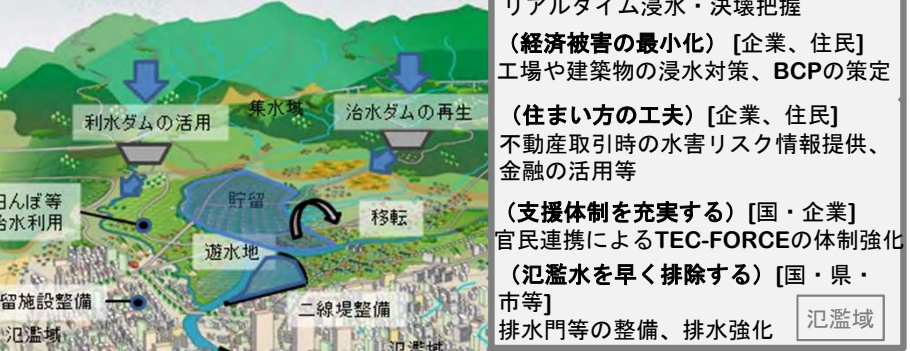 利水ダムの活用
集水域
治水ダムの再生
貯留
移転
遊水地
治水利用
留施設整備
二線堤整備
氾濫域
氾濫域
リアルタイム浸水・決壊把握
（経済被害の最小化） [企業、住民]
工場や建築物の浸水対策、BCPの策定
（住まい方の工夫）[企業、住民]
不動産取引時の水害リスク情報提供、
金融の活用等
（支援体制を充実する）[国・企業]
官民連携によるTEC-FORCEの体制強化
（氾濫水を早く排除する）[国・県・
市等]
排水門等の整備、排水強化
氾濫域